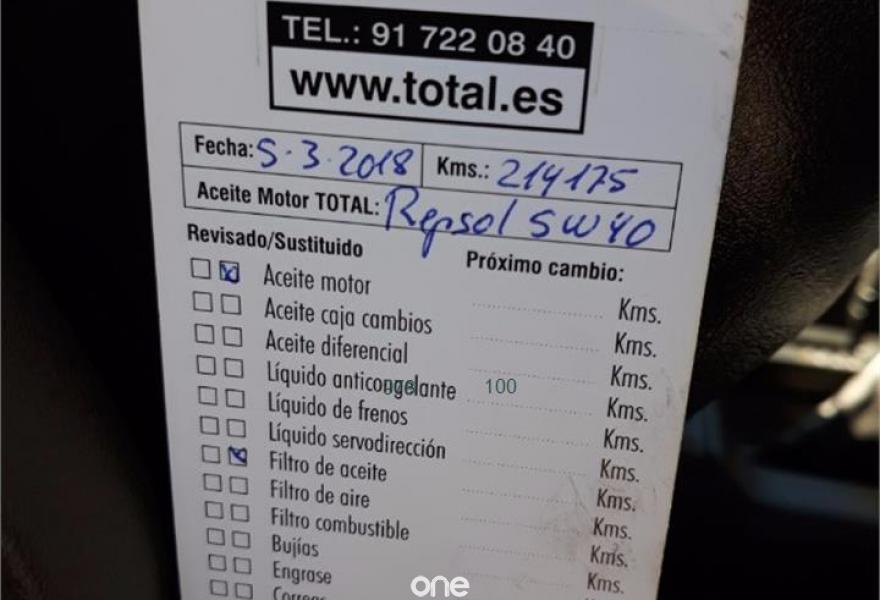 TEL.: 91 722 08 40
www.total.es
Fecha: 5.3.2018 Kms.: 214175
Aceite Motor TOTAL: Repsol 5W40
Revisado/Sustituido Próximo cambio:
Aceite motor Kms.
Aceite caja cambios Kms.
Aceite diferencial Kms.
Líquido anticongelante 100 Kms.
Líquido de frenos Kms.
Líquido servodirección Kms.
Filtro de aceite Kms.
Filtro de aire Kms.
Filtro combustible Kms.
Bujías Kms.
Engrase Kms.
one